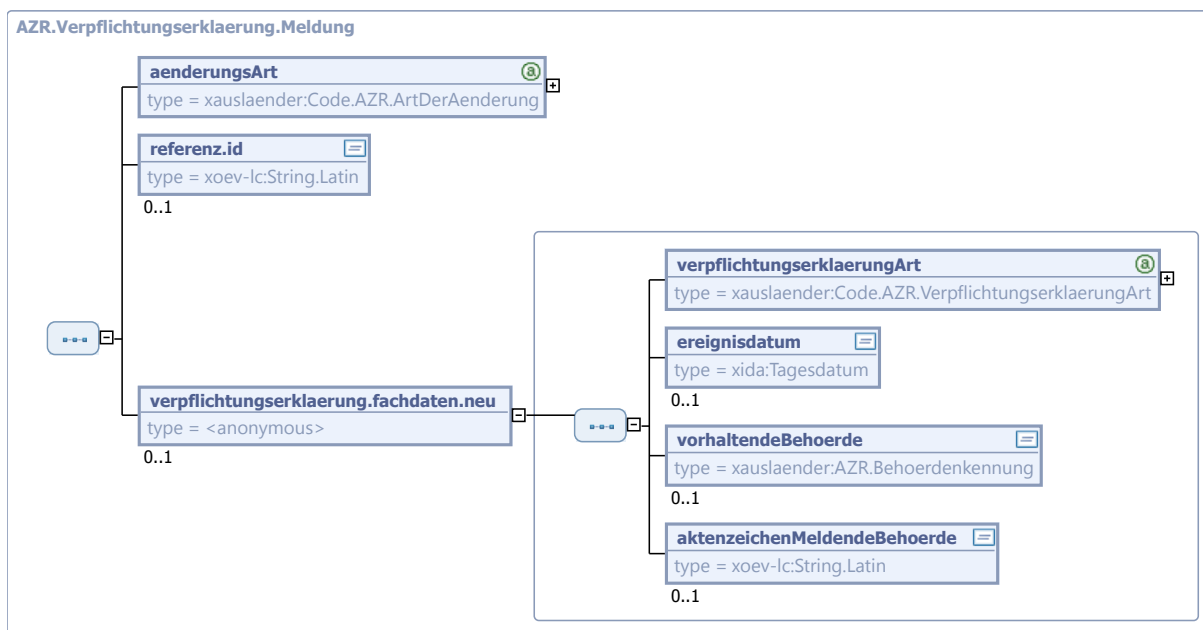 AZR.Verpflichtungserklaerung.Meldung
aenderungsArt
type = xauslaender:Code.AZR.ArtDerAenderung
referenz.id
type = xoev-lc:String.Latin
0..1
verpflichtungserklaerung.fachdaten.neu
type = <anonymous>
0..1
verpflichtungserklaerungArt
type = xauslaender:Code.AZR.VerpflichtungserklaerungArt
ereignisdatum
type = xida:Tagesdatum
0..1
vorhaltendeBehoerde
type = xauslaender:AZR.Behoerdenkennung
0..1
aktenzeichenMeldendeBehoerde
type = xoev-lc:String.Latin
0..1